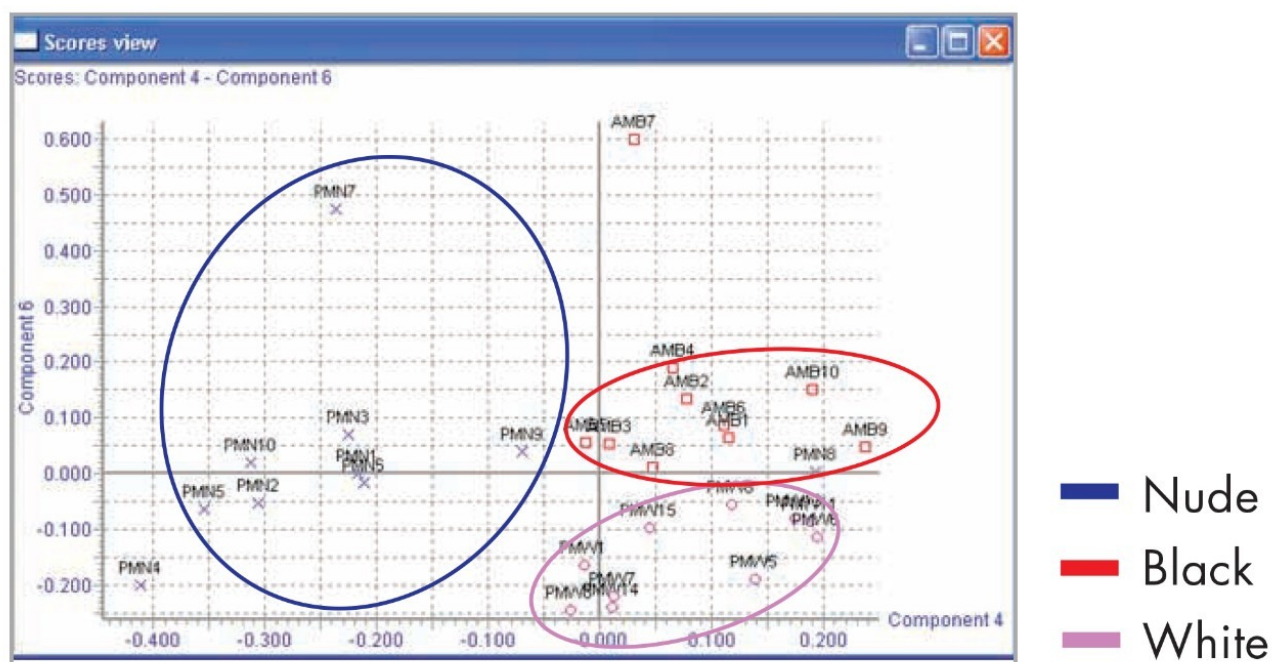 Scores view
Scores: Component 4 - Component 6
AMB7
0.600
PMN7
0.500
0.400
Component 6
0.300
AMB4
0.200
AMB2
AMB10
AMB6
PMN3
0.100
AMB3
AMB1
AMB9
PMN9
PMN10
PMN1
AMB8
PMN8
0.000
PMN5
PMN2
PMW15
-0.100
PMW6
PMW1
PMW5
PMN4
PMW7
-0.200
PMW14
Component 4
-0.400
-0.300
-0.200
-0.100
0.000
0.100
0.200
Nude
Black
White